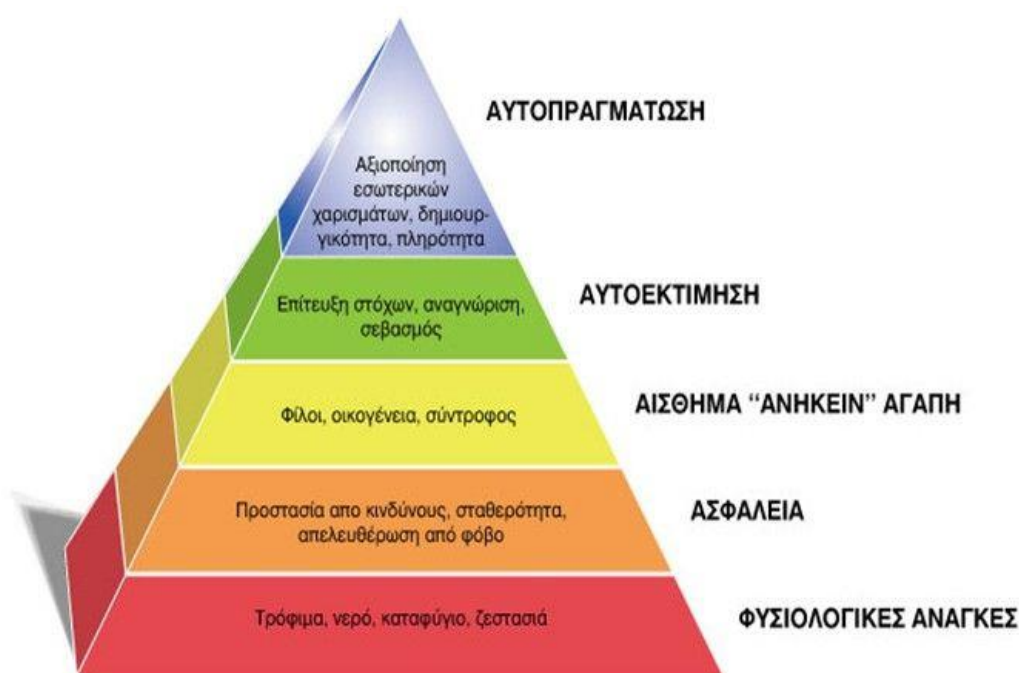 ΑΥΤΟΠΡΑΓΜΑΤΩΣΗ
Αξιοποίηση
εσωτερικών
χαρισμάτων, δημιουρ-
γικότητα, πληρότητα
ΑΥΤΟΕΚΤΙΜΗΣΗ
Επίτευξη στόχων, αναγνώριση,
σεβασμός
ΑΙΣΘΗΜΑ “ΑΝΗΚΕΙΝ” ΑΓΑΠΗ
Φίλοι, οικογένεια, σύντροφος
ΑΣΦΑΛΕΙΑ
Προστασία απο κινδύνους, σταθερότητα,
απελευθέρωση από φόβο
ΦΥΣΙΟΛΟΓΙΚΕΣ ΑΝΑΓΚΕΣ
Τρόφιμα, νερό, καταφύγιο, ζεστασιά